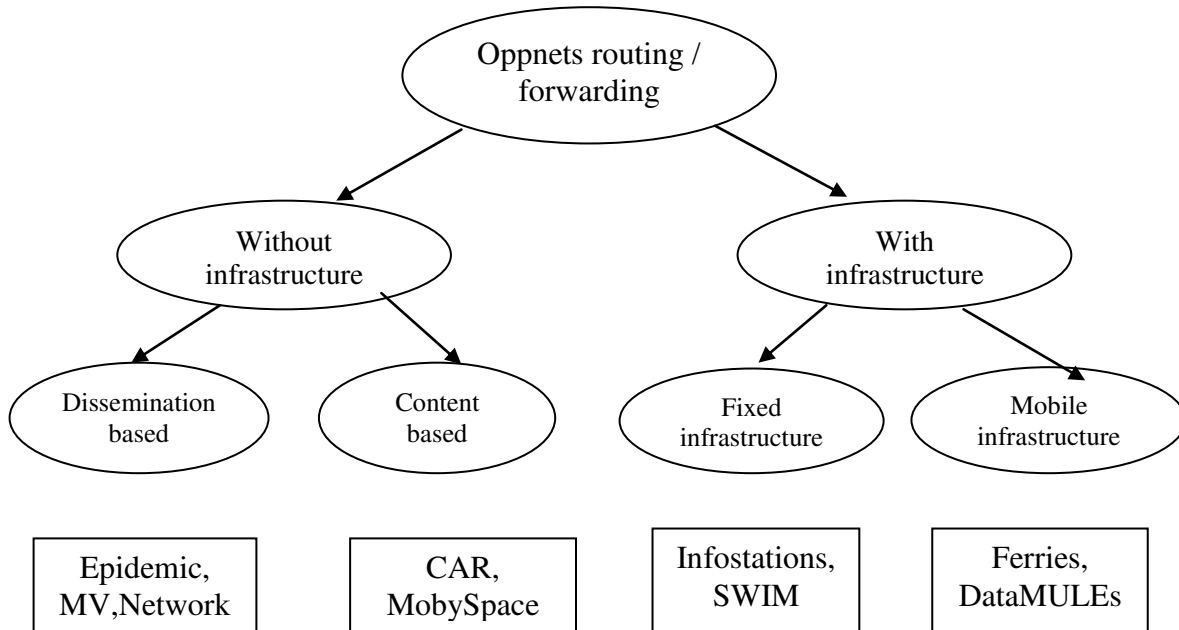 Oppnets routing /
forwarding
Without
infrastructure
With
infrastructure
Dissemination
based
Content
based
Fixed
infrastructure
Mobile
infrastructure
Epidemic,
MV,Network
CAR,
MobySpace
Infostations,
SWIM
Ferries,
DataMULEs